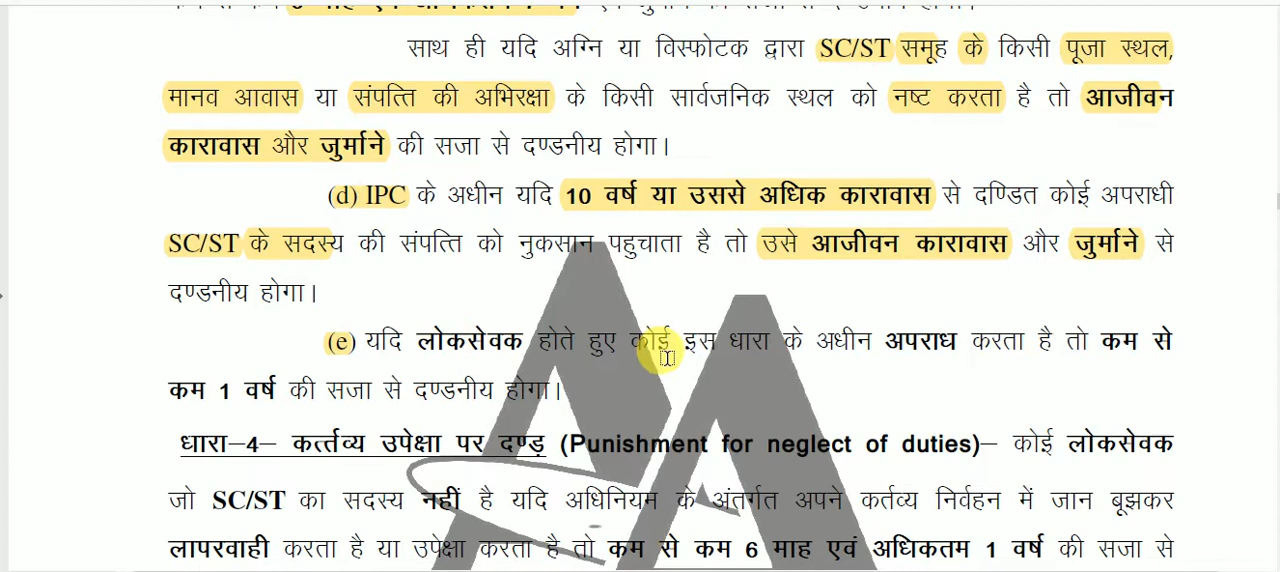 साथ ही यदि अग्नि या विस्फोटक द्वारा SC/ST समूह के किसी पूजा स्थल,
मानव आवास या संपत्ति की अभिरक्षा के किसी सार्वजनिक स्थल को नष्ट करता है तो आजीवन
कारावास और जुर्माने की सजा से दण्डनीय होगा।
(d) IPC के अधीन यदि 10 वर्ष या उससे अधिक कारावास से दण्डित कोई अपराधी
SC/ST के सदस्य की संपत्ति को नुकसान पहुचाता है तो उसे आजीवन कारावास और जुर्माने से
दण्डनीय होगा।
(e) यदि लोकसेवक होते हुए कोई इस धारा के अधीन अपराध करता है तो कम से
कम 1 वर्ष की सजा से दण्डनीय होगा।
धारा–4– कर्त्तव्य उपेक्षा पर दण्ड़ (Punishment for neglect of duties)– कोई लोकसेवक
जो SC/ST का सदस्य नहीं है यदि अधिनियम के अंतर्गत अपने कर्तव्य निर्वहन में जान बूझकर
लापरवाही करता है या उपेक्षा करता है तो कम से कम 6 माह एवं अधिकतम 1 वर्ष की सजा से